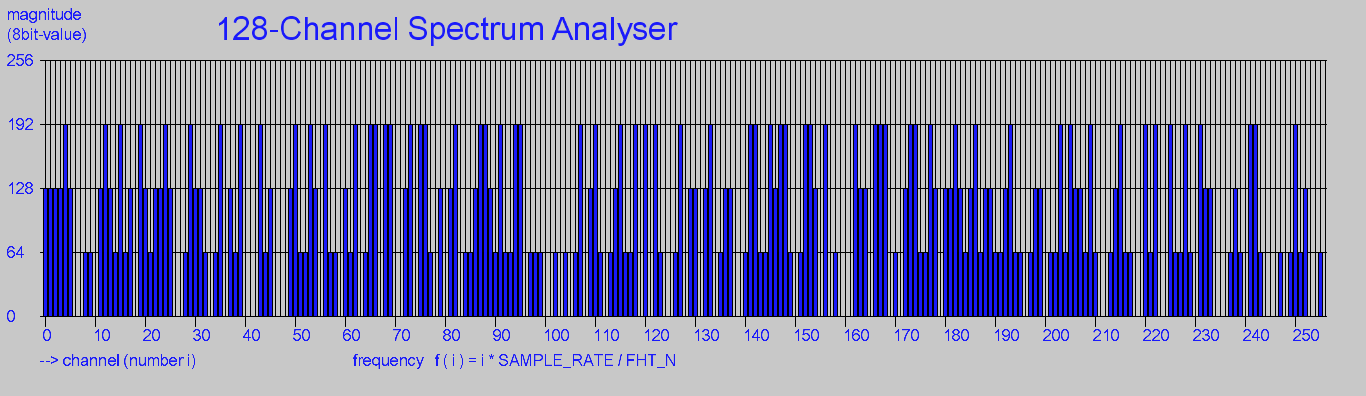 magnitude
(8bit-value)
128-Channel Spectrum Analyser
256
192
128
64
0
0 10 20 30 40 50 60 70 80 90 100 110 120 130 140 150 160 170 180 190 200 210 220 230 240 250
--> channel (number i) frequency f ( i ) = i * SAMPLE_RATE / FHT_N